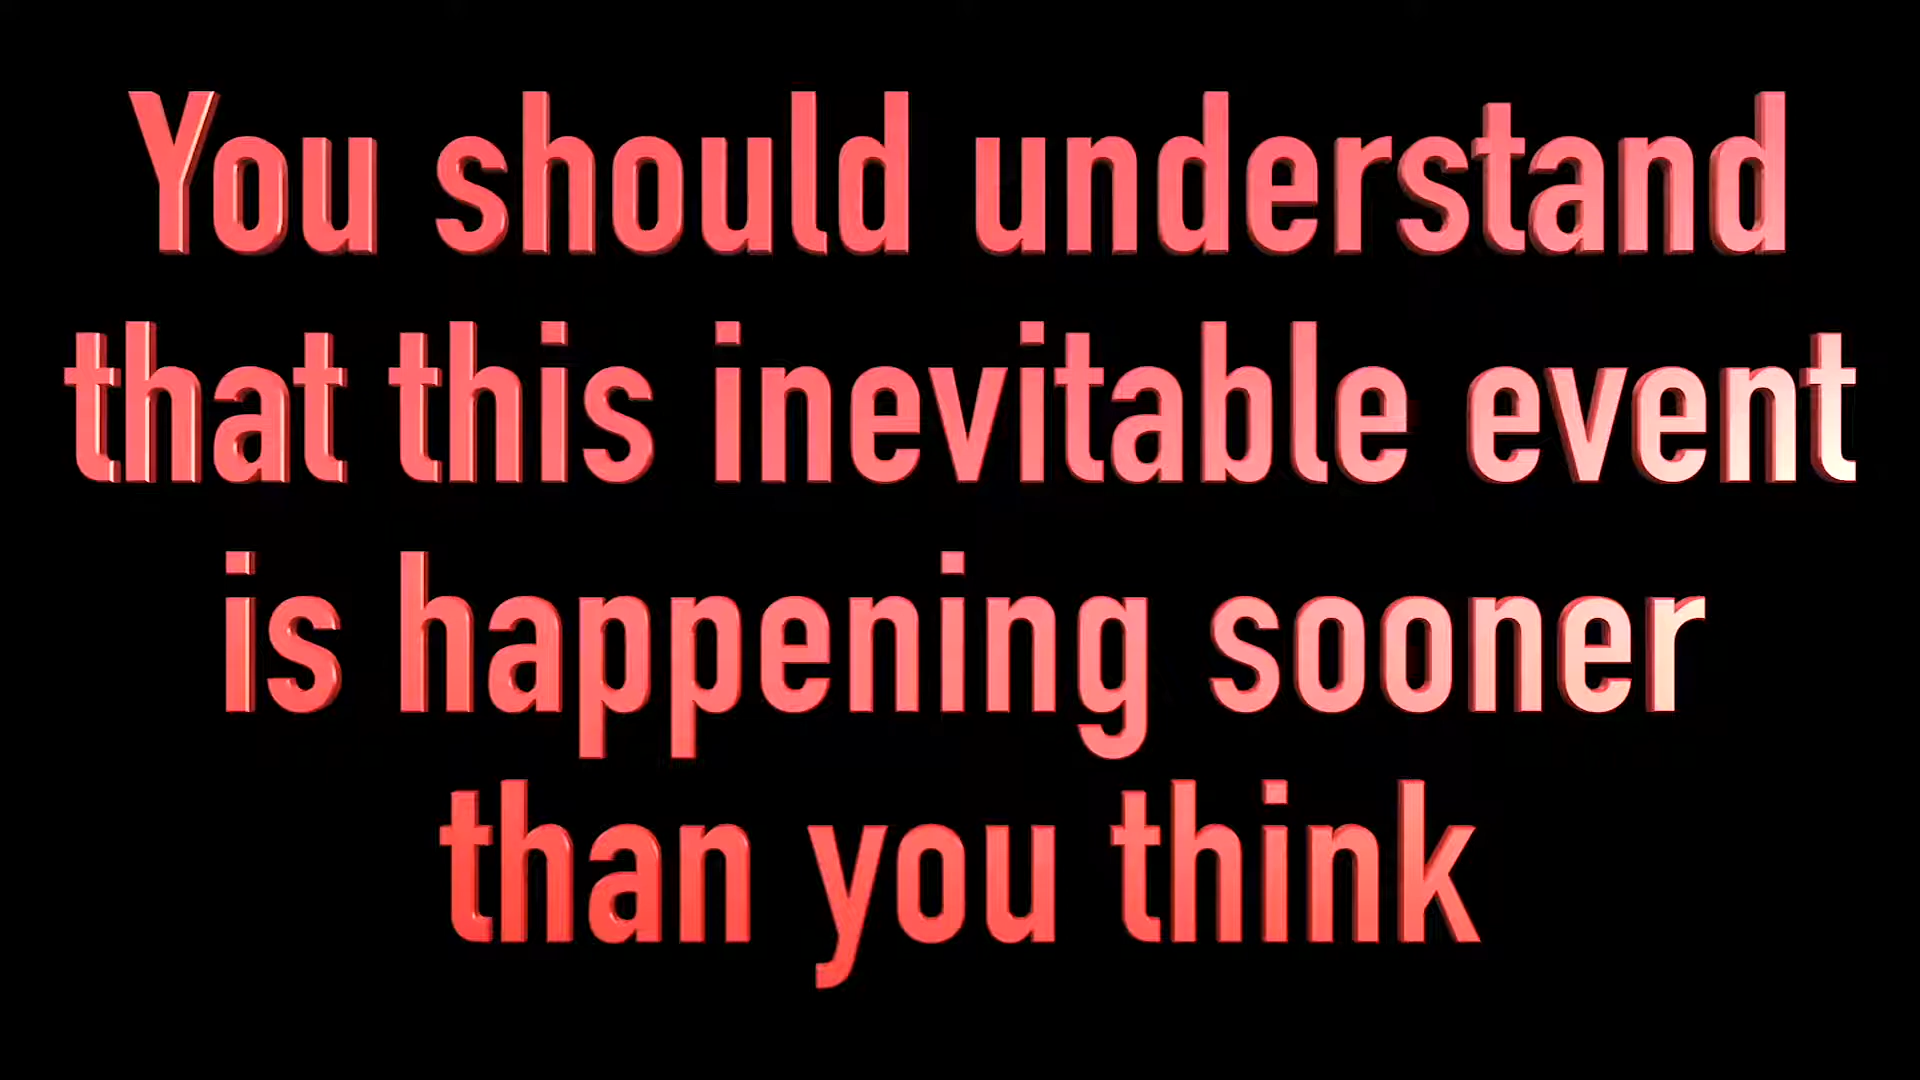 You should understand
that this inevitable event
is happening sooner
than you think